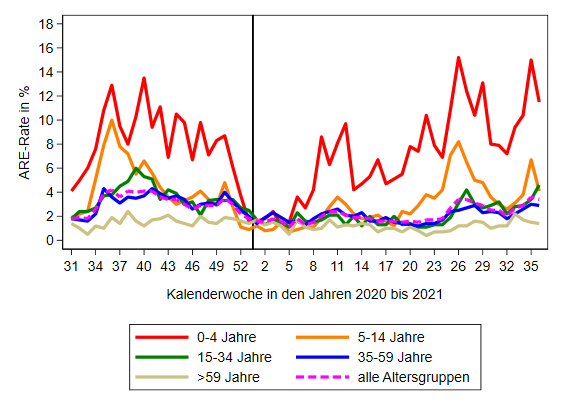 18
16
14
12
10
8
6
4
2
0
ARE-Rate in %
31 34 37 40 43 46 49 52 2 5 8 11 14 17 20 23 26 29 32 35
Kalenderwoche in den Jahren 2020 bis 2021
0-4 Jahre 5-14 Jahre
15-34 Jahre 35-59 Jahre
>59 Jahre alle Altersgruppen